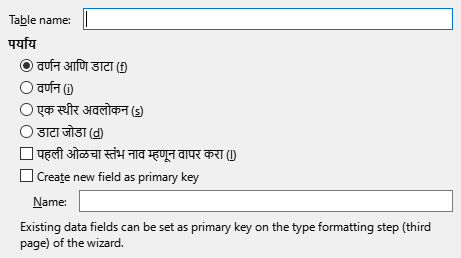 Table name:
पर्याय
वर्णन आणि डाटा (f)
वर्णन (i)
एक स्थीर अवलोकन (s)
डाटा जोडा (d)
पहली ओळचा स्तंभ नाव म्हणून वापर करा (l)
Create new field as primary key
Name:
Existing data fields can be set as primary key on the type formatting step (third
page) of the wizard.